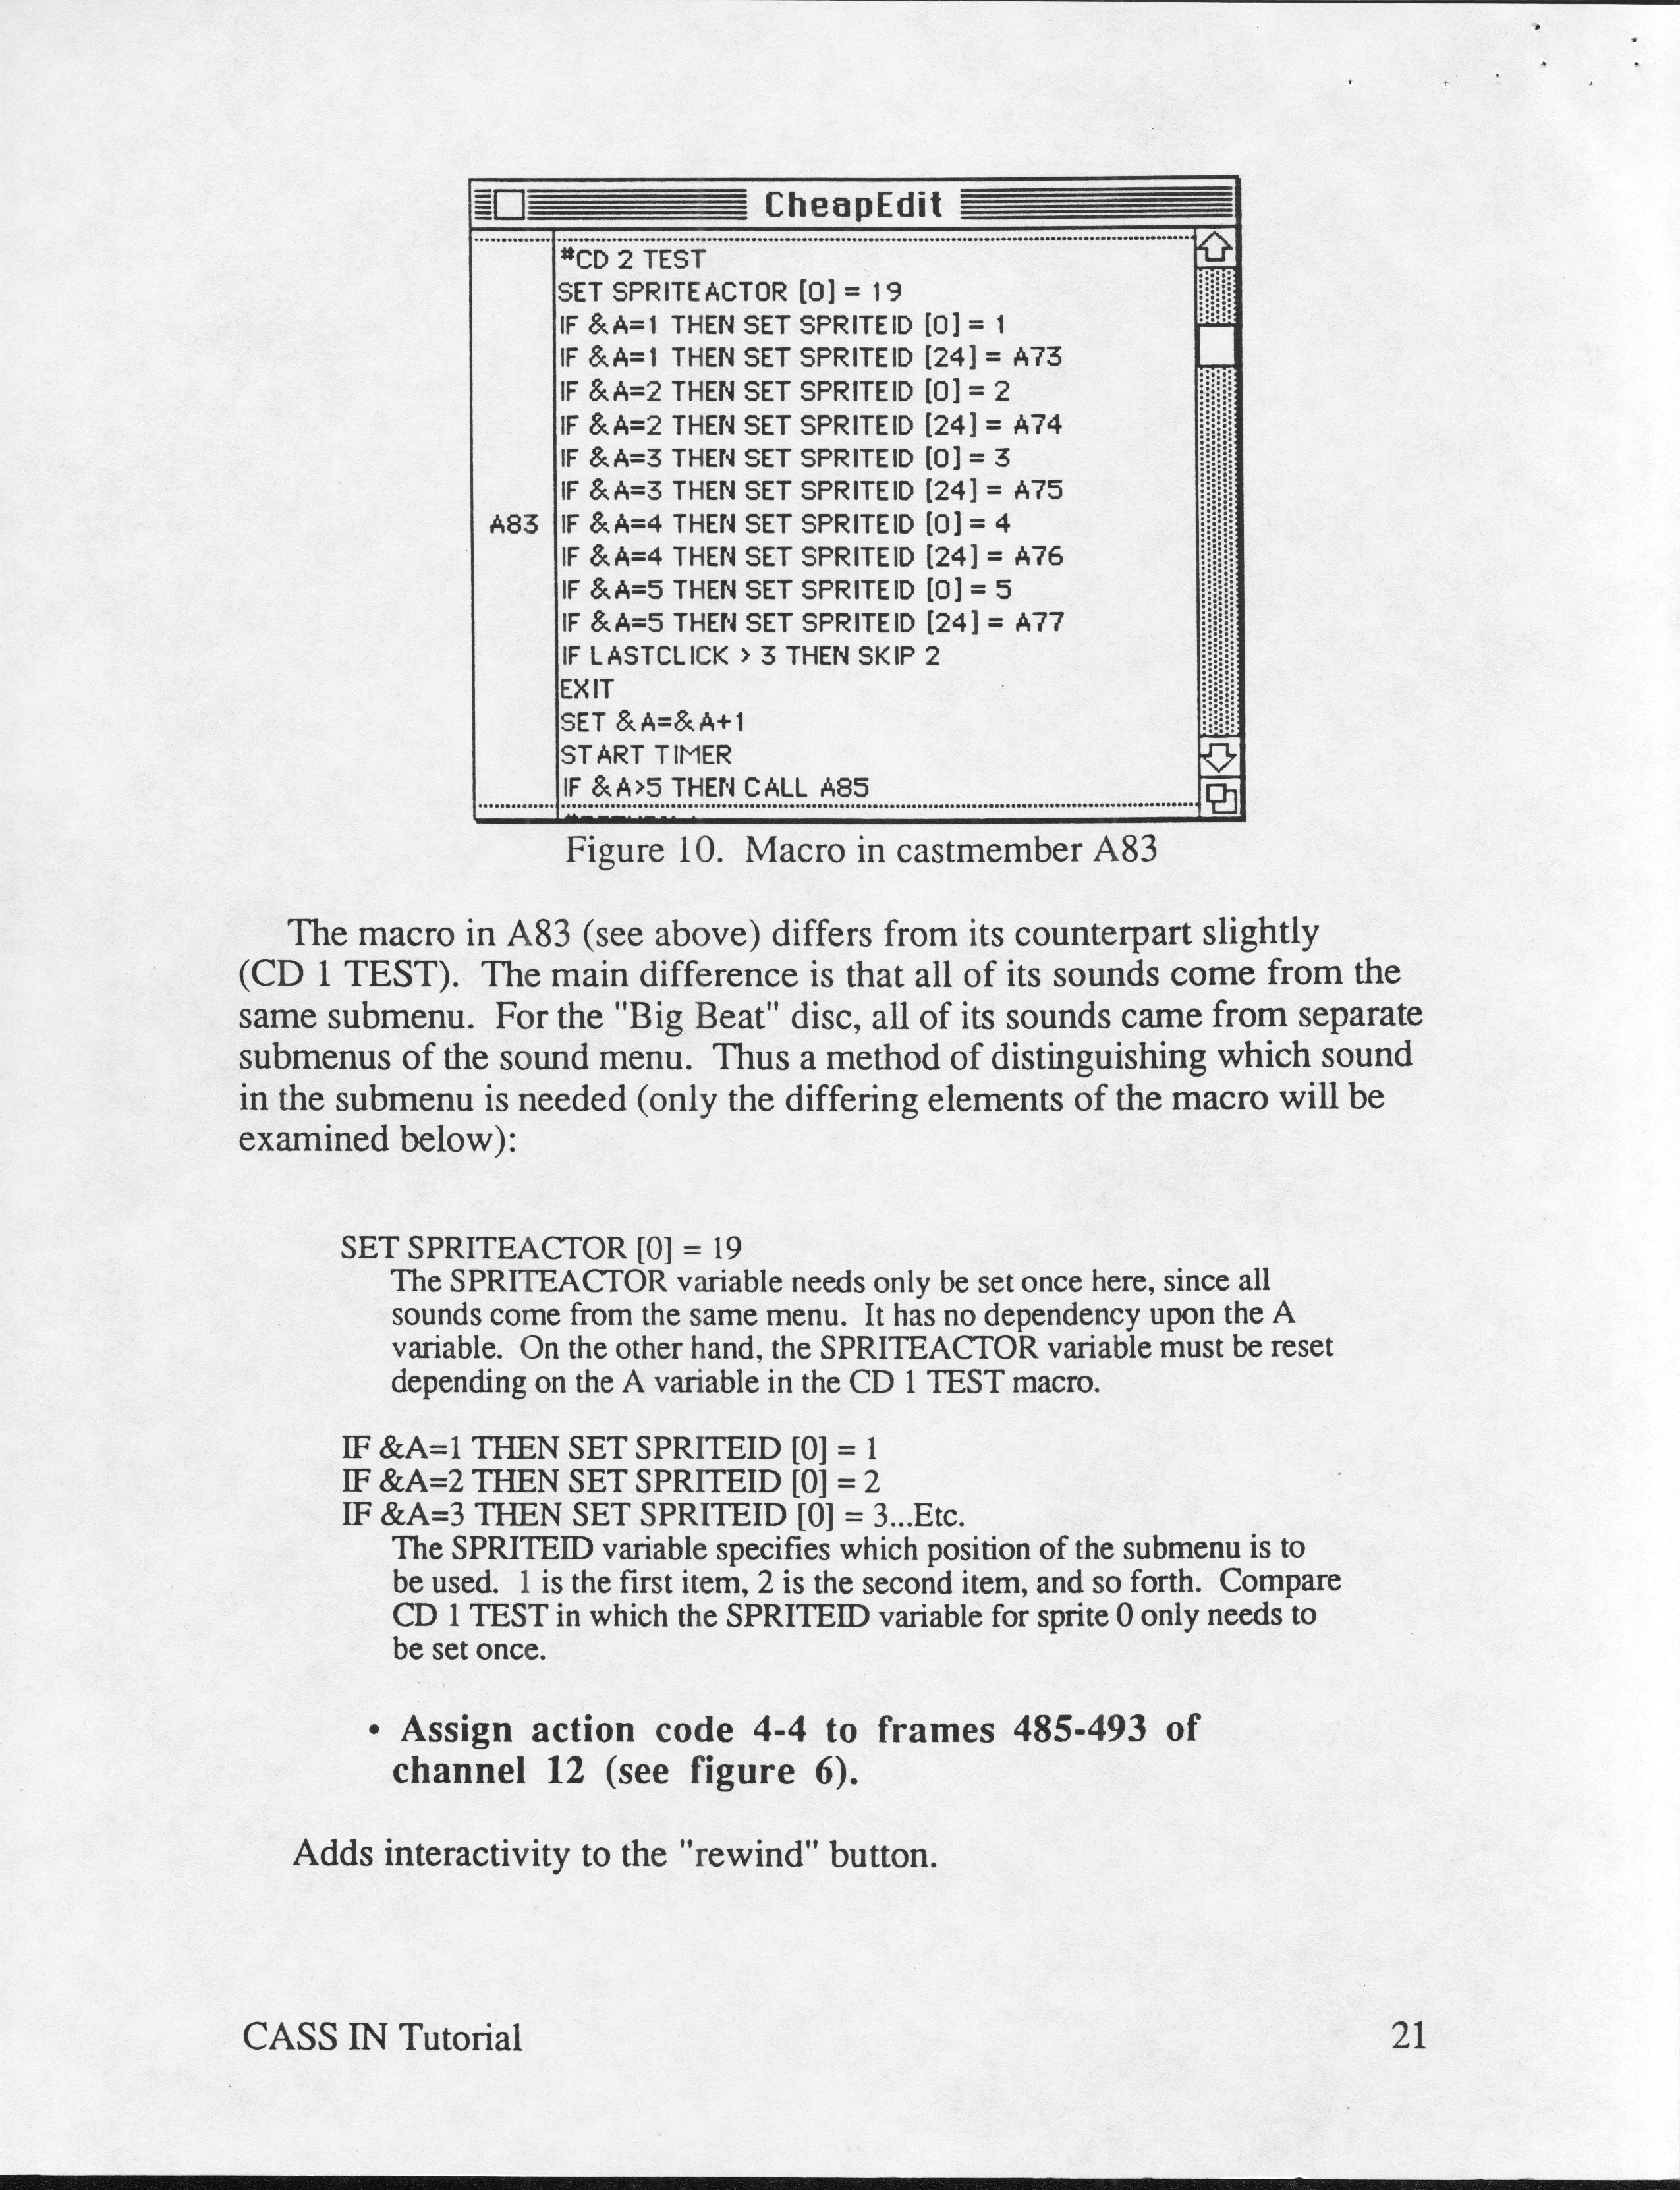 CheapEdit
#CD 2 TEST
SET SPRITEACTOR [0] = 19
IF &A=1 THEN SET SPRITEID [0] = 1
IF &A=1 THEN SET SPRITEID [24] = A73
IF &A=2 THEN SET SPRITEID [0] = 2
IF &A=2 THEN SET SPRITEID [24] = A74
IF &A=3 THEN SET SPRITEID [0] = 3
IF &A=3 THEN SET SPRITEID [24] = A75
A83 IF &A=4 THEN SET SPRITEID [0] = 4
IF &A=4 THEN SET SPRITEID [24] = A76
IF &A=5 THEN SET SPRITEID [0] = 5
IF &A=5 THEN SET SPRITEID [24] = A77
IF LASTCLICK > 3 THEN SKIP 2
EXIT
SET &A=&A+1
START TIMER
IF &A>5 THEN CALL A85
Figure 10. Macro in castmember A83
The macro in A83 (see above) differs from its counterpart slightly
(CD 1 TEST). The main difference is that all of its sounds come from the
same submenu. For the "Big Beat" disc, all of its sounds came from separate
submenus of the sound menu. Thus a method of distinguishing which sound
in the submenu is needed (only the differing elements of the macro will be
examined below):
SET SPRITEACTOR [0] = 19
The SPRITEACTOR variable needs only be set once here, since all
sounds come from the same menu. It has no dependency upon the A
variable. On the other hand, the SPRITEACTOR variable must be reset
depending on the A variable in the CD 1 TEST macro.
IF &A=1 THEN SET SPRITEID [0] = 1
IF &A=2 THEN SET SPRITEID [0] = 2
IF &A=3 THEN SET SPRITEID [0] = 3...Etc.
The SPRITEID variable specifies which position of the submenu is to
be used. 1 is the first item, 2 is the second item, and so forth. Compare
CD 1 TEST in which the SPRITEID variable for sprite 0 only needs to
be set once.
• Assign action code 4-4 to frames 485-493 of
channel 12 (see figure 6).
Adds interactivity to the "rewind" button.
CASS IN Tutorial 21